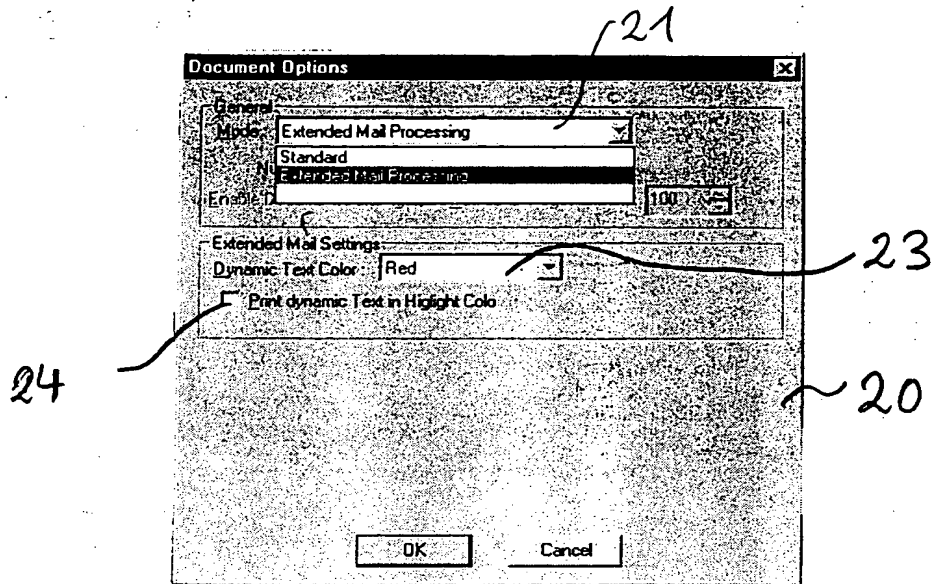 21
Document Options
General
Mode: Extended Mail Processing
Standard
Extended Mail Processing
Enable D 100
Extended Mail Settings
Dynamic Text Color: Red
23
Print dynamic Text in Higlight Colo
24
20
OK Cancel